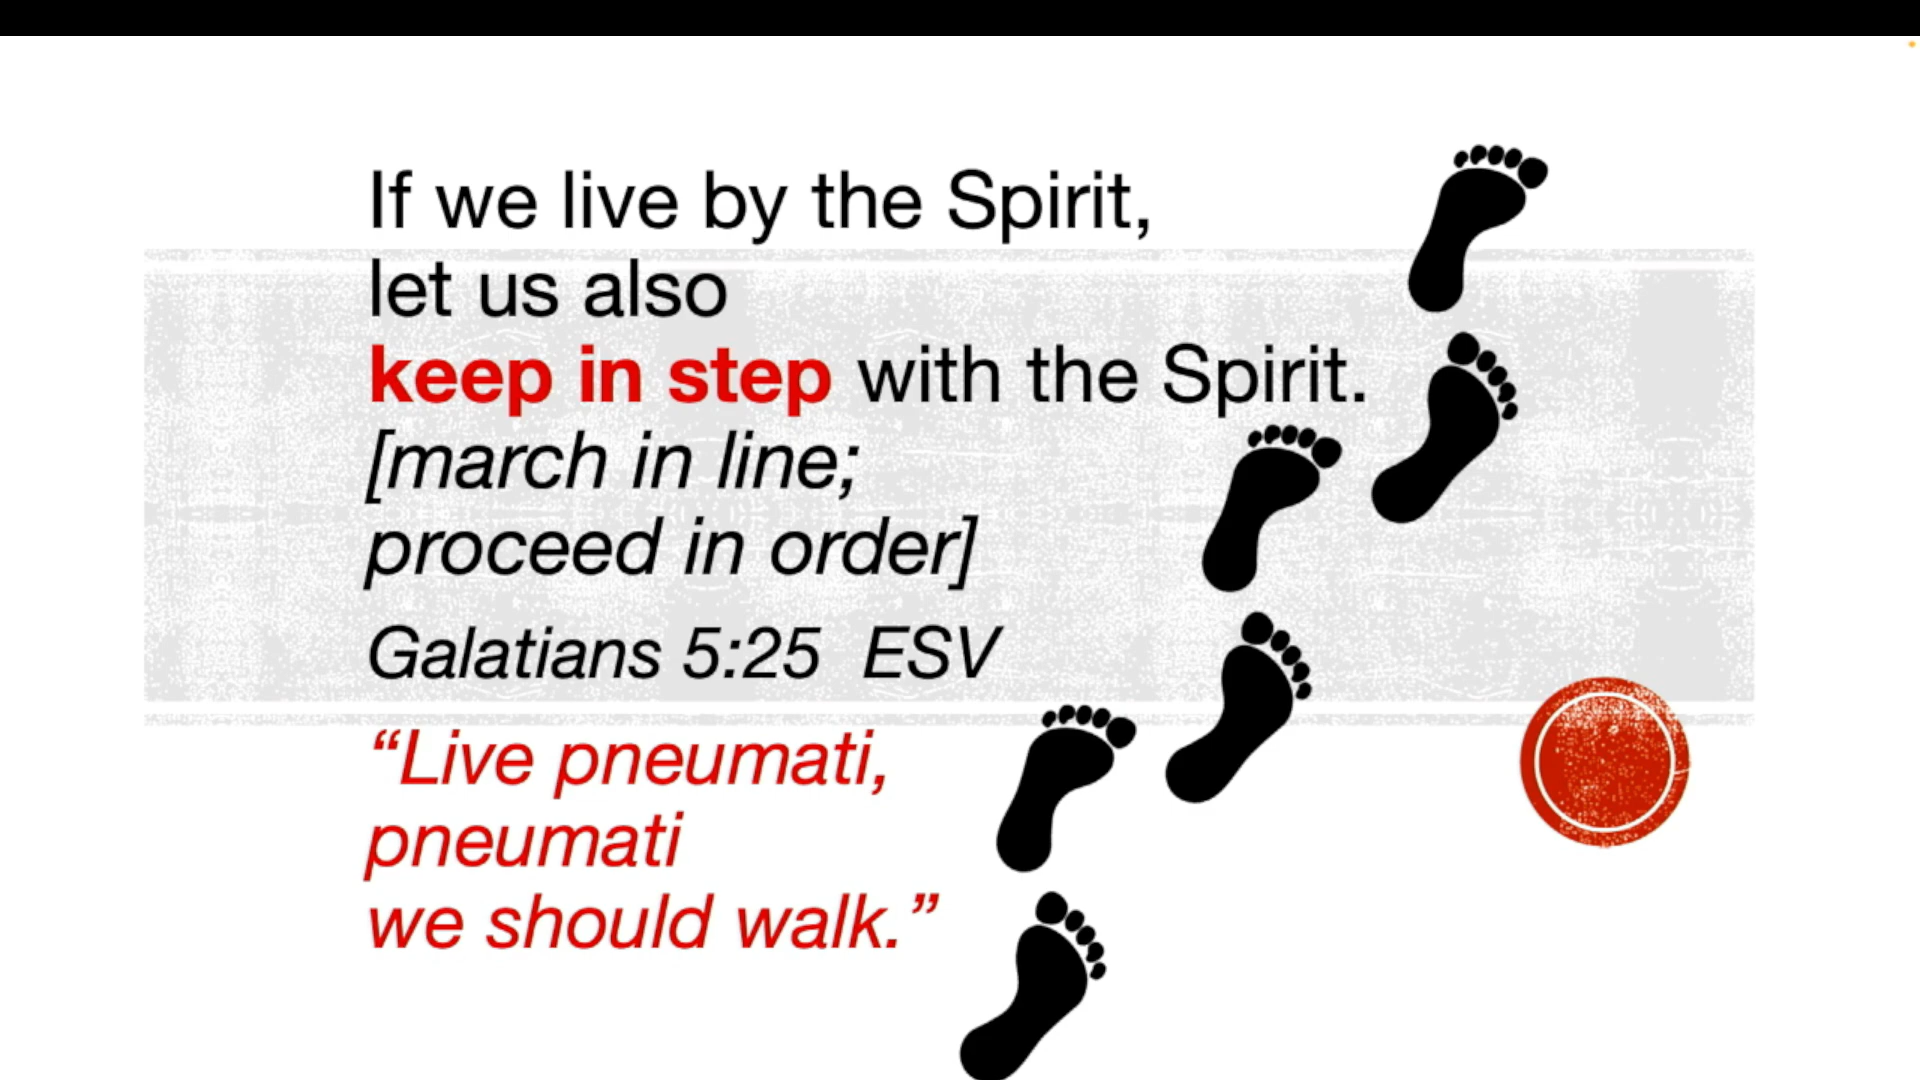 If we live by the Spirit,
let us also
keep in step with the Spirit.
[march in line;
proceed in order]
Galatians 5:25  ESV
“Live pneumati,
pneumati
we should walk.”